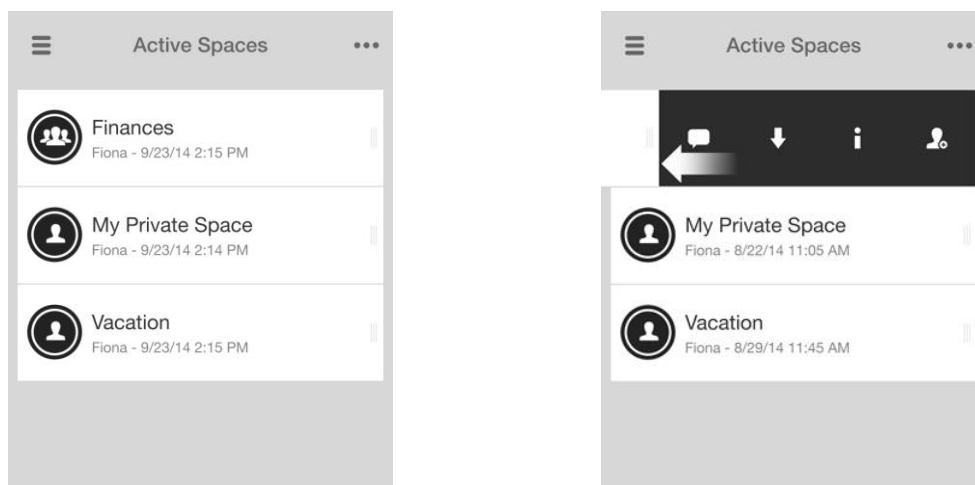 Active Spaces
Finances
Fiona - 9/23/14 2:15 PM
My Private Space
Fiona - 9/23/14 2:14 PM
Vacation
Fiona - 9/23/14 2:15 PM
Active Spaces
My Private Space
Fiona - 8/22/14 11:05 AM
Vacation
Fiona - 8/29/14 11:45 AM